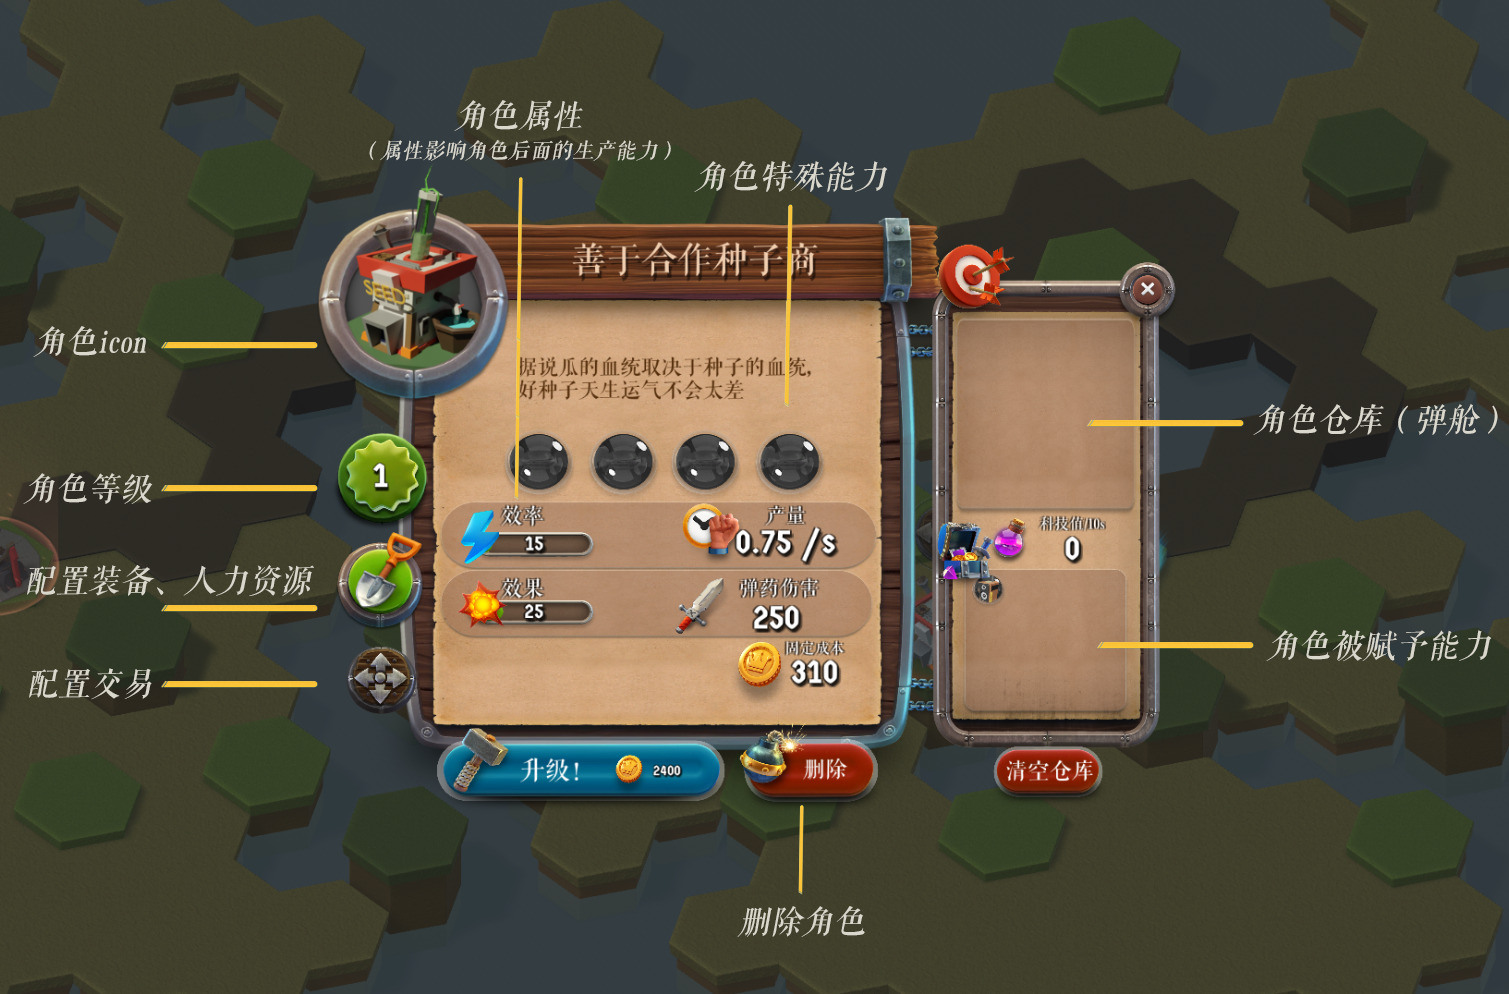 角色属性
（属性影响角色后面的生产能力）
角色特殊能力
善于合作种子商
SEED
角色icon
据说瓜的血统取决于种子的血统，
好种子天生运气不会太差
角色仓库（弹舱）
1
角色等级
效率
15
产量
0.75 /s
科技值/10s
0
配置装备、人力资源
效果
25
弹药伤害
250
固定成本
310
角色被赋予能力
配置交易
升级!
2400
删除
清空仓库
删除角色